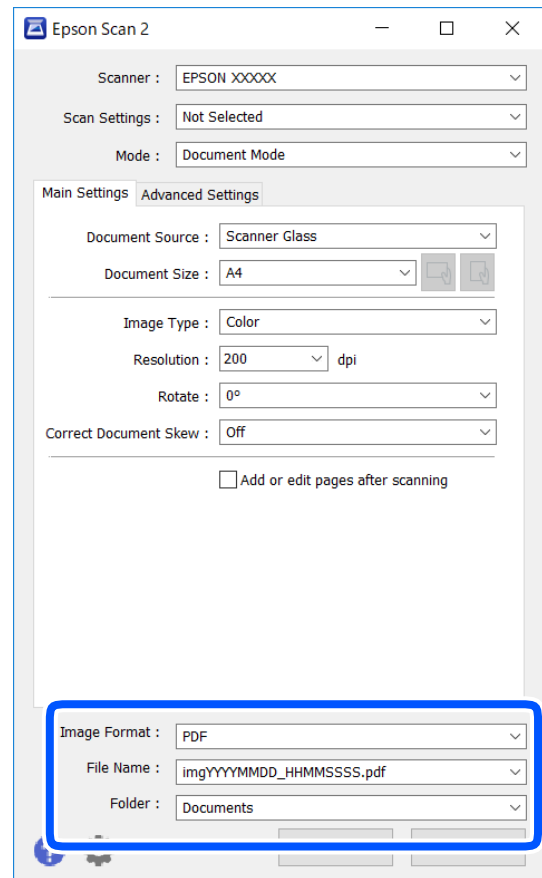 Epson Scan 2
Scanner : EPSON XXXXX
Scan Settings : Not Selected
Mode : Document Mode
Main Settings Advanced Settings
Document Source : Scanner Glass
Document Size : A4
Image Type : Color
Resolution : 200 dpi
Rotate : 0°
Correct Document Skew : Off
Add or edit pages after scanning
Image Format : PDF
File Name : imgYYYYMMDD_HHMMSSSS.pdf
Folder : Documents